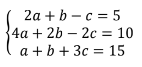 2a + b − c = 5
4a + 2b − 2c = 10
a + b + 3c = 15